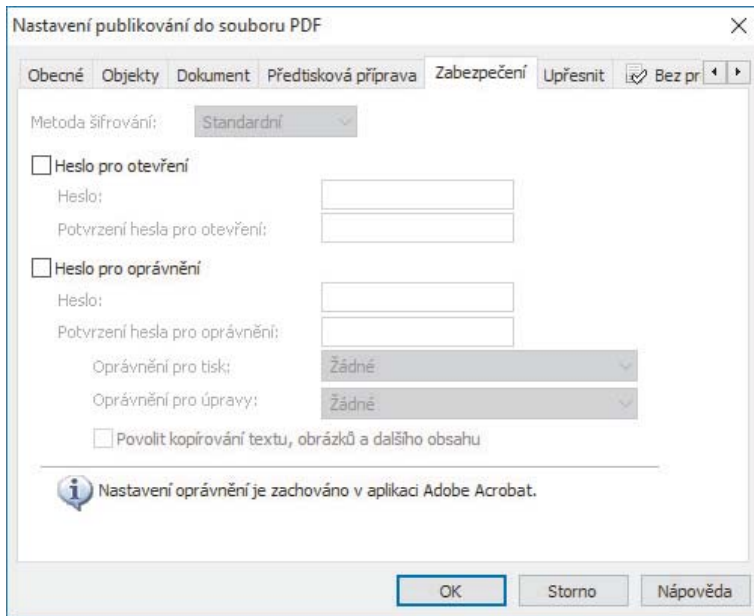 Nastavení publikování do souboru PDF
Obecné Objekty Dokument Předtisková příprava Zabezpečení Upřesnit Bez pr
Metoda šifrování: Standardní
Heslo pro otevření
Heslo:
Potvrzení hesla pro otevření:
Heslo pro oprávnění
Heslo:
Potvrzení hesla pro oprávnění:
Oprávnění pro tisk: Žádné
Oprávnění pro úpravy: Žádné
Povolit kopírování textu, obrázků a dalšího obsahu
Nastavení oprávnění je zachováno v aplikaci Adobe Acrobat.
OK Storno Nápověda